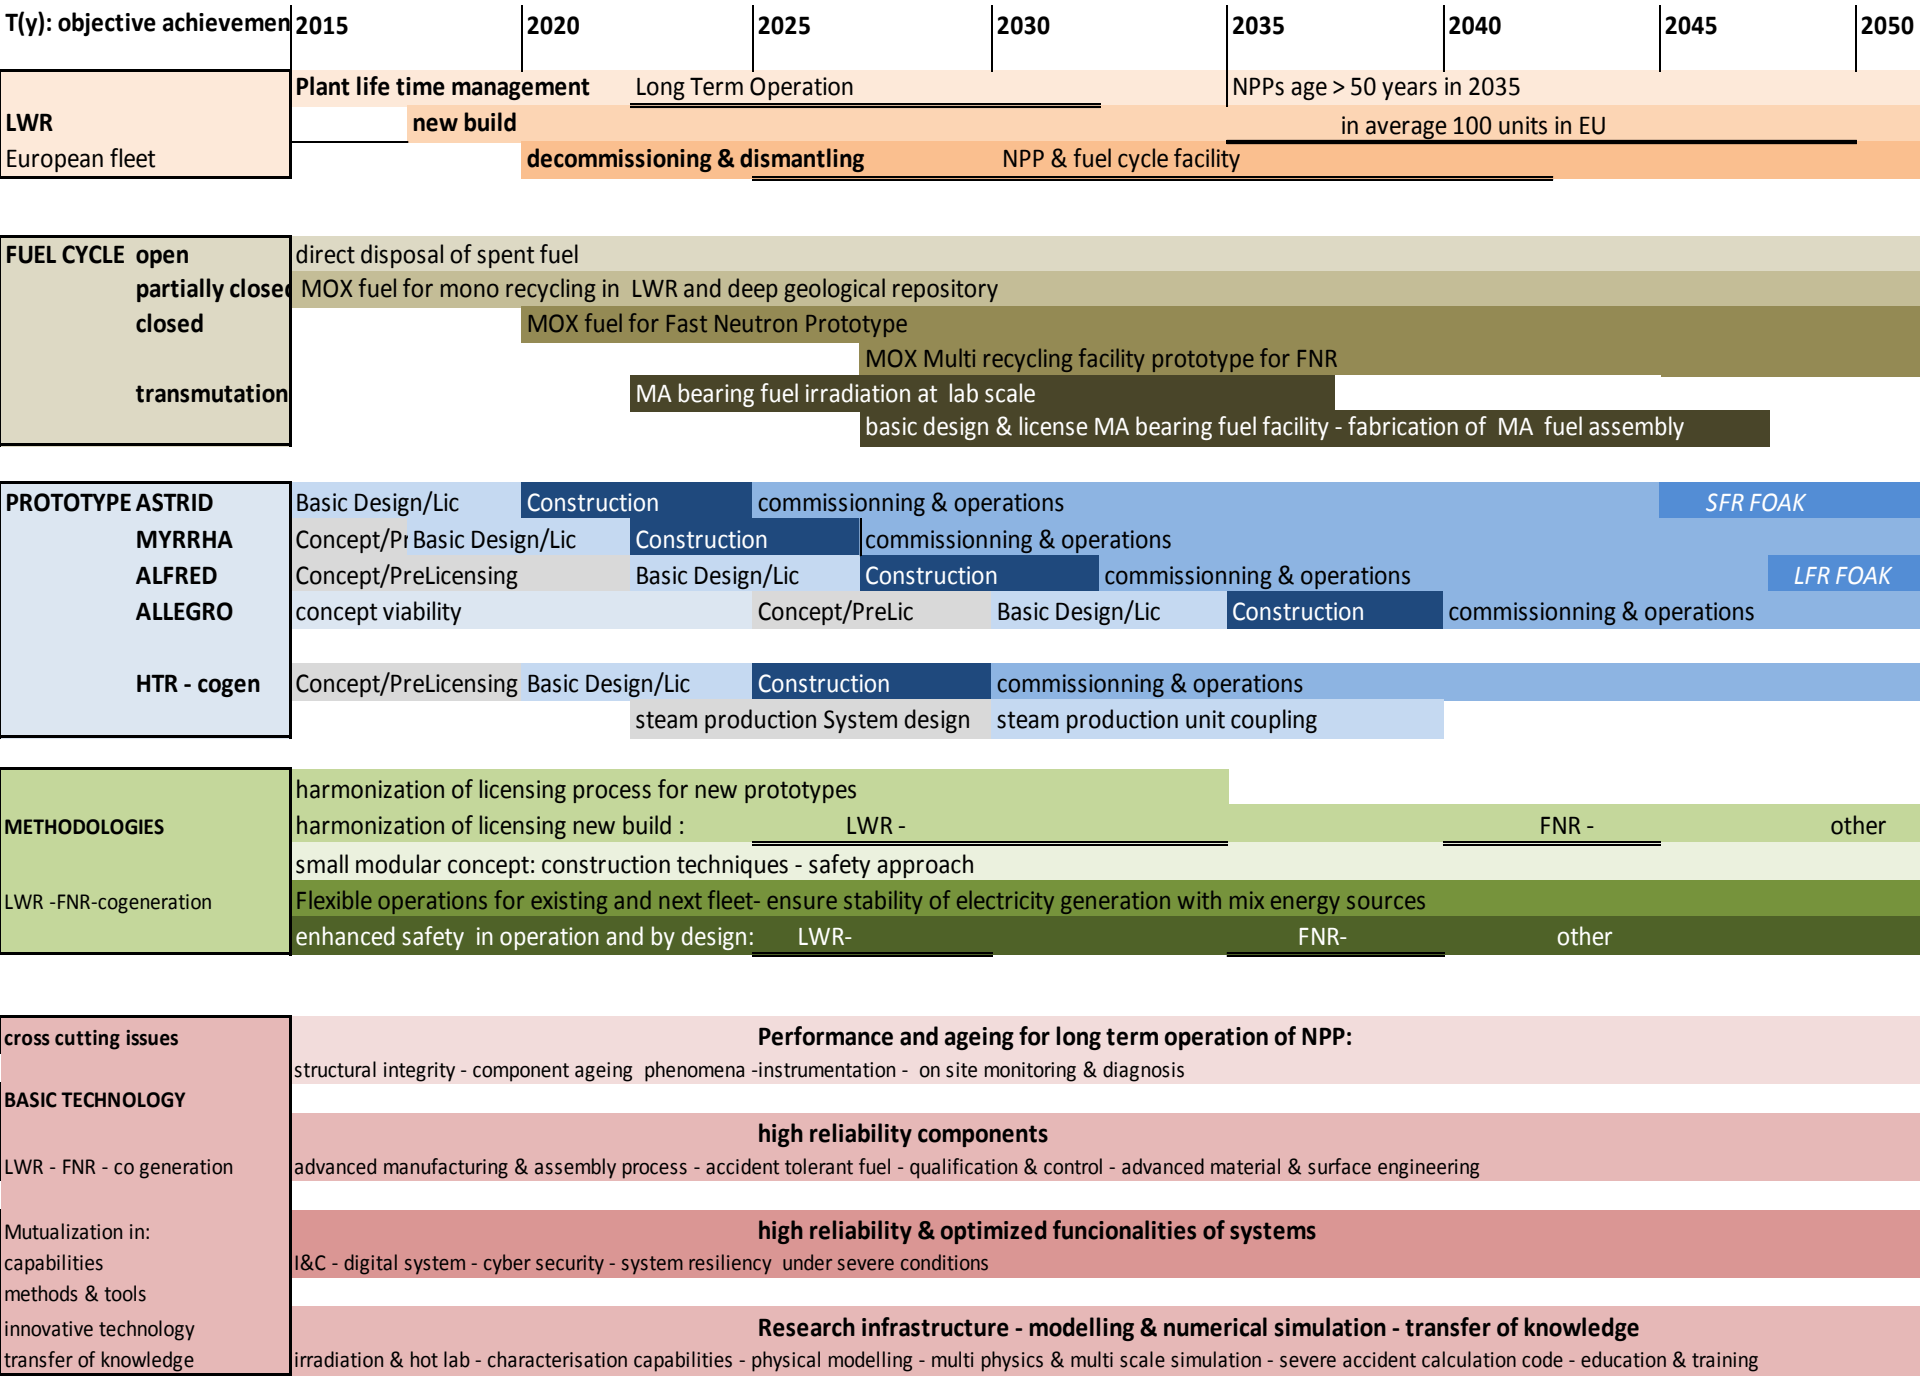 T(y): objective achievemen 2015 2020 2025 2030 2035 2040 2045 2050
Plant life time management Long Term Operation NPPs age > 50 years in 2035
LWR new build in average 100 units in EU
European fleet decommissioning & dismantling NPP & fuel cycle facility
FUEL CYCLE open direct disposal of spent fuel
partially closed MOX fuel for mono recycling in LWR and deep geological repository
closed MOX fuel for Fast Neutron Prototype
MOX Multi recycling facility prototype for FNR
transmutation MA bearing fuel irradiation at lab scale
basic design & license MA bearing fuel facility - fabrication of MA fuel assembly
PROTOTYPE ASTRID Basic Design/Lic Construction commissionning & operations SFR FOAK
MYRRHA Concept/Pr Basic Design/Lic Construction commissionning & operations
ALFRED Concept/PreLicensing Basic Design/Lic Construction commissionning & operations LFR FOAK
ALLEGRO concept viability Concept/PreLic Basic Design/Lic Construction commissionning & operations
HTR - cogen Concept/PreLicensing Basic Design/Lic Construction commissionning & operations
steam production System design steam production unit coupling
harmonization of licensing process for new prototypes
METHODOLOGIES harmonization of licensing new build : LWR - FNR - other
small modular concept: construction techniques - safety approach
LWR -FNR-cogeneration Flexible operations for existing and next fleet- ensure stability of electricity generation with mix energy sources
enhanced safety in operation and by design: LWR- FNR- other
cross cutting issues Performance and ageing for long term operation of NPP:
structural integrity - component ageing phenomena -instrumentation - on site monitoring & diagnosis
BASIC TECHNOLOGY
high reliability components
LWR - FNR - co generation advanced manufacturing & assembly process - accident tolerant fuel - qualification & control - advanced material & surface engineering
Mutualization in: high reliability & optimized funcionalities of systems
capabilities I&C - digital system - cyber security - system resiliency under severe conditions
methods & tools
innovative technology Research infrastructure - modelling & numerical simulation - transfer of knowledge
transfer of knowledge irradiation & hot lab - characterisation capabilities - physical modelling - multi physics & multi scale simulation - severe accident calculation code - education & training